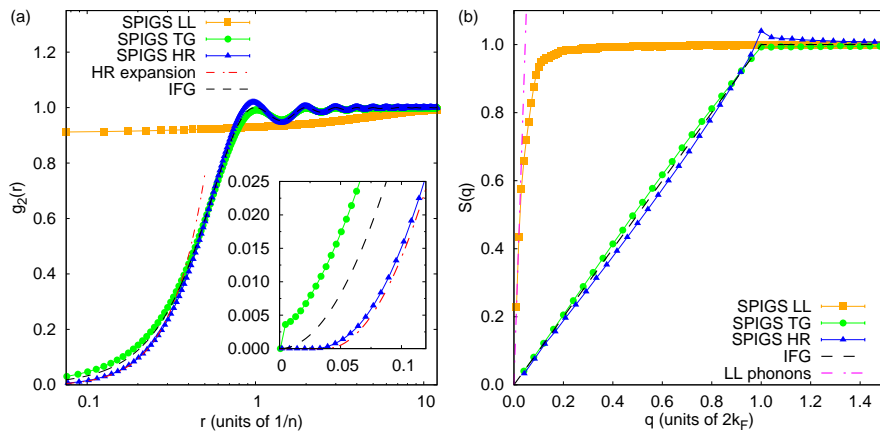 (a)
SPIGS LL
SPIGS TG
SPIGS HR
HR expansion
IFG
g2(r)
1.2
1.0
0.8
0.6
0.4
0.2
0.0
0.025
0.020
0.015
0.010
0.005
0.000
0 0.05 0.1
0.1 1 10
r (units of 1/n)
(b)
S(q)
1.0
0.8
0.6
0.4
0.2
0.0
SPIGS LL
SPIGS TG
SPIGS HR
IFG
LL phonons
0.0 0.2 0.4 0.6 0.8 1.0 1.2 1.4
q (units of 2kF)